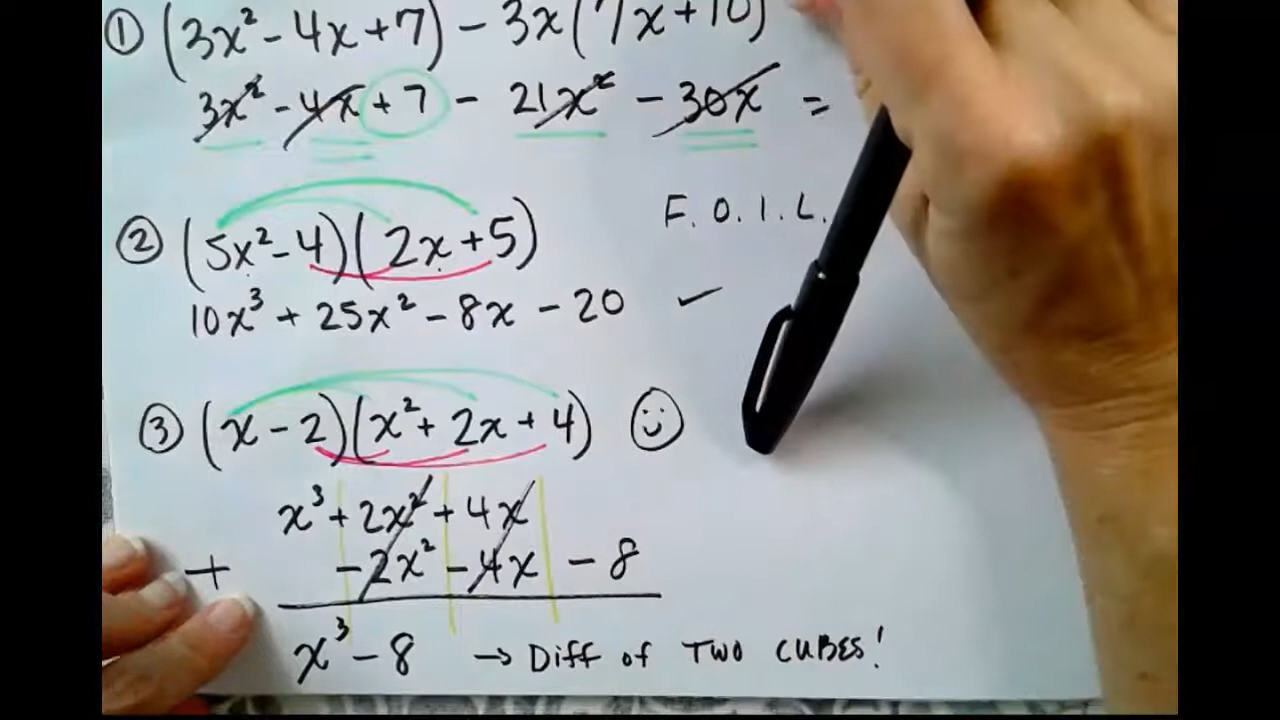 ① (3x² - 4x + 7) - 3x(7x + 10)
3x² - 4x + 7 - 21x² - 30x =
② (5x² - 4)(2x + 5) F. O. I. L.
10x³ + 25x² - 8x - 20 ✓
③ (x - 2)(x² + 2x + 4) ☺
x³ + 2x² + 4x
+ -2x² - 4x - 8
x³ - 8 → Diff of TWO CUBES!